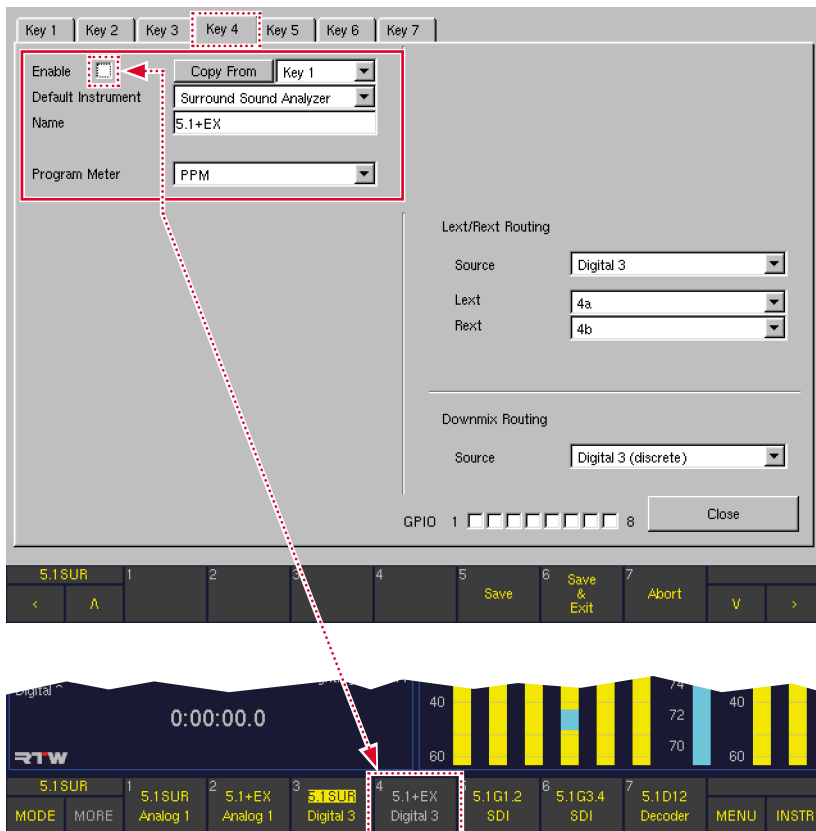 Key 1 Key 2 Key 3 Key 4 Key 5 Key 6 Key 7
Enable Copy From Key 1
Default Instrument Surround Sound Analyzer
Name 5.1+EX
Program Meter PPM
Lext/Rext Routing
Source Digital 3
Lext 4a
Rext 4b
Downmix Routing
Source Digital 3 (discrete)
GPIO 1 8 Close
5.1SUR 1 2 3 4 5 Save 6 Save & Exit 7 Abort
< Λ V >
Digital
0:00:00.0
40 74 40
72
70
60 60
RTW
5.1SUR 1 5.1SUR 2 5.1+EX 3 5.1SUR 4 5.1+EX 5.1G1.2 6 5.1G3.4 7 5.1D12
MODE MORE Analog 1 Analog 1 Digital 3 Digital 3 SDI SDI Decoder MENU INSTR